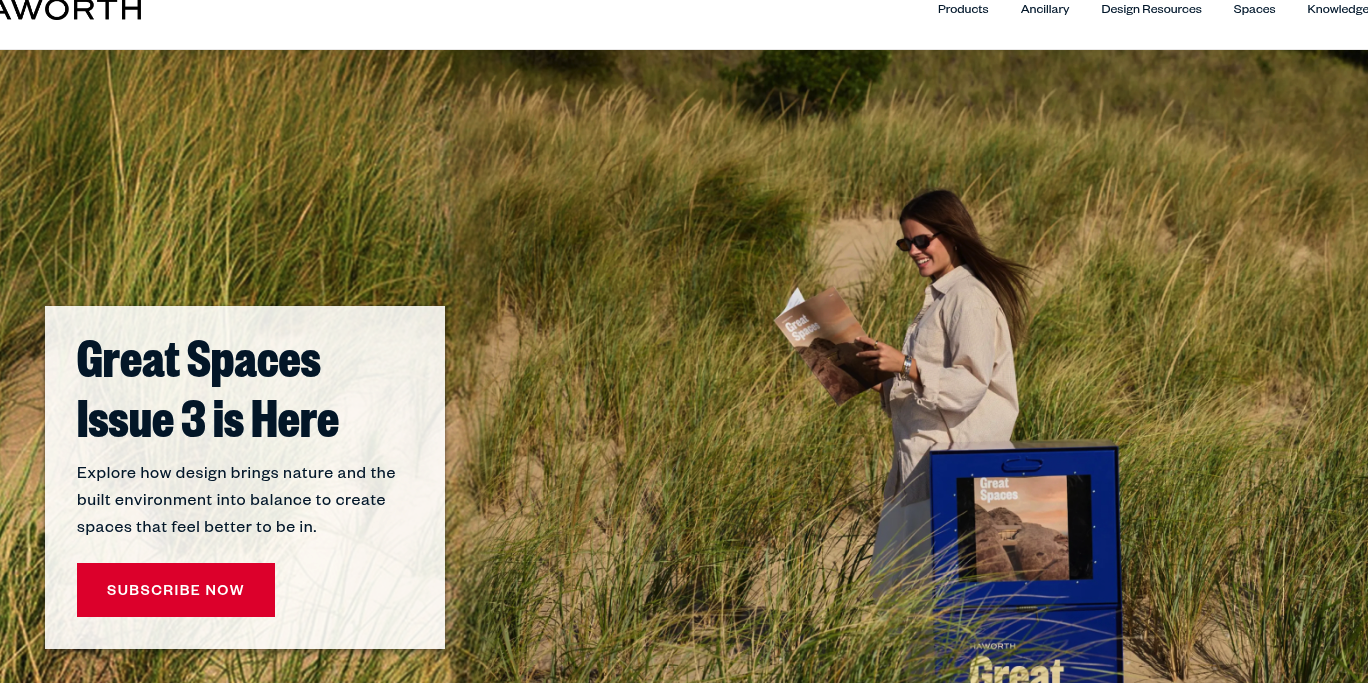 AWORTH
Products Ancillary Design Resources Spaces Knowledge
Great Spaces
Issue 3 is Here
Explore how design brings nature and the
built environment into balance to create
spaces that feel better to be in.
SUBSCRIBE NOW
Great
Spaces
Great
Spaces
HAWORTH
Great